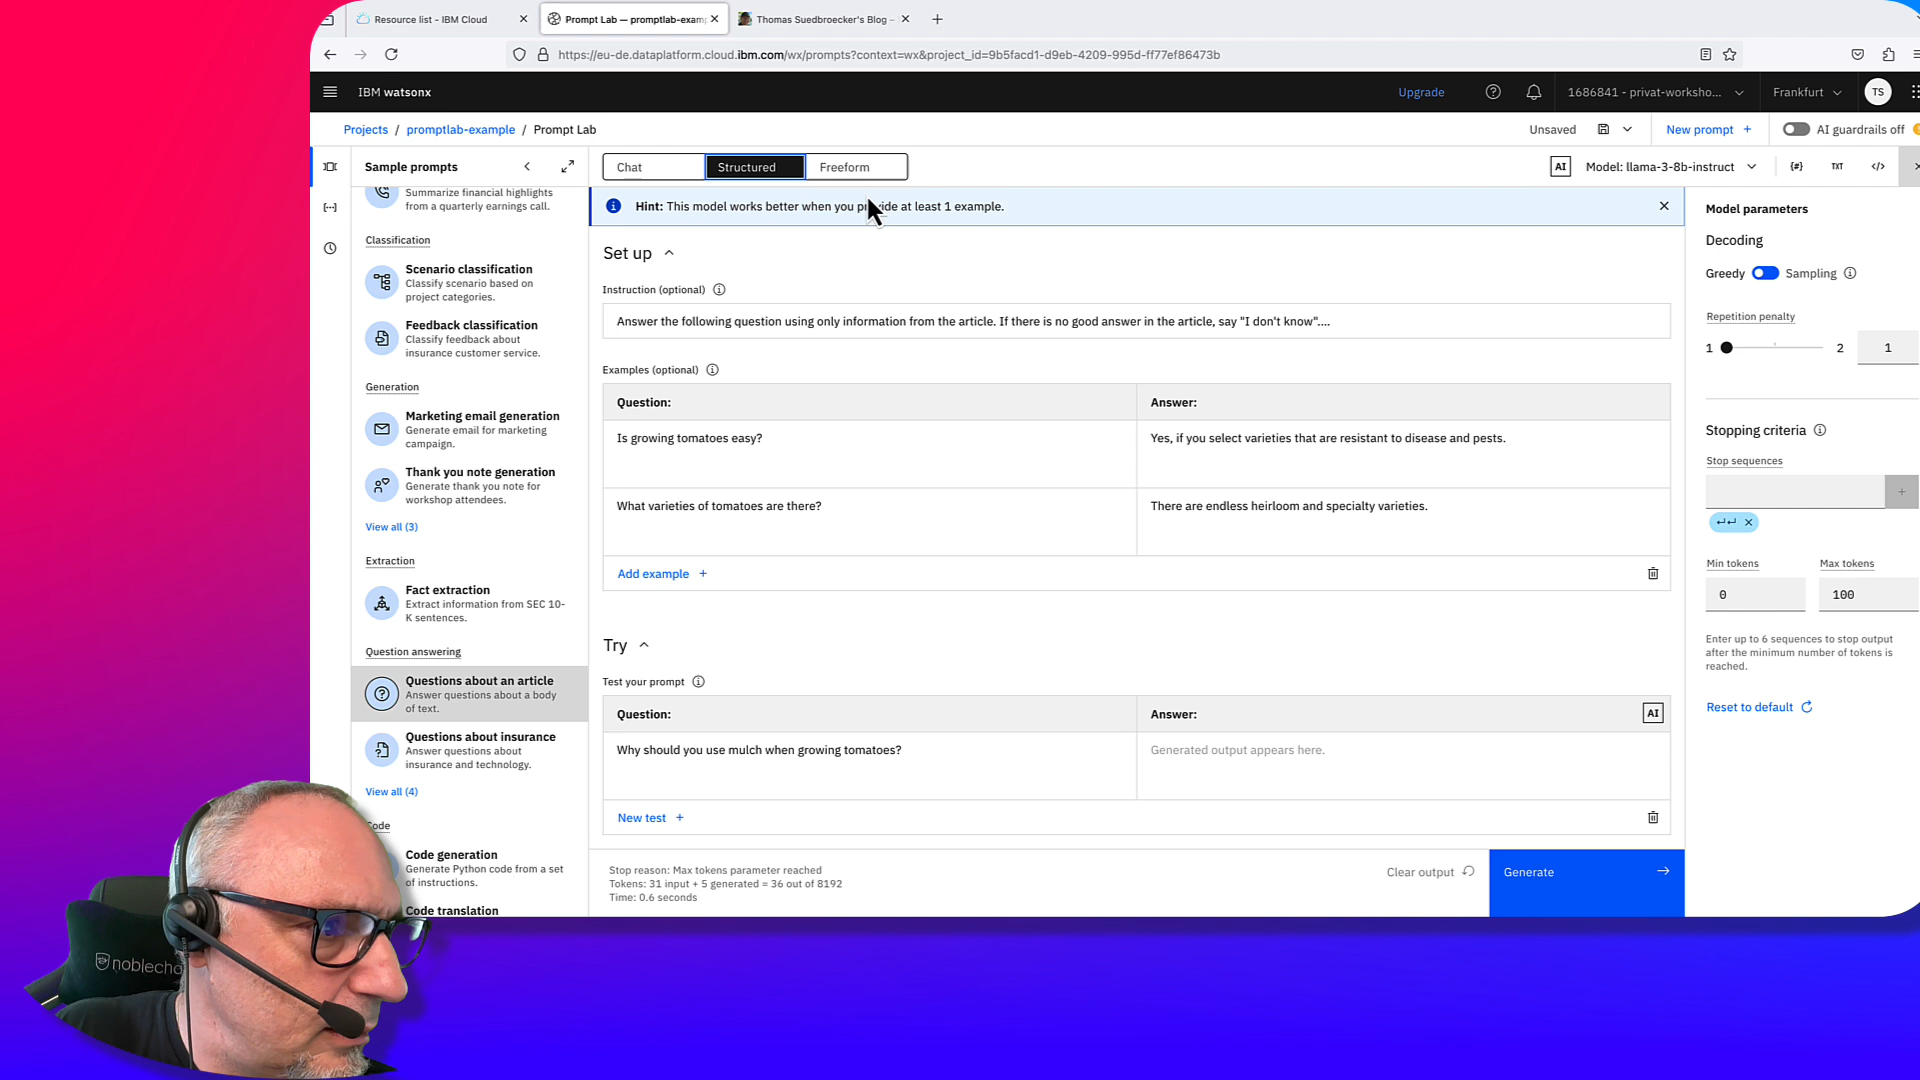 Resource list - IBM Cloud
Prompt Lab — promptlab-exam
Thomas Suedbroecker's Blog –
https://eu-de.dataplatform.cloud.ibm.com/wx/prompts?context=wx&project_id=9b5facd1-d9eb-4209-995d-ff77ef86473b
IBM watsonx
Upgrade
1686841 - privat-worksho...
Frankfurt
TS
Projects / promptlab-example / Prompt Lab
Unsaved
New prompt +
AI guardrails off
Sample prompts
Chat
Structured
Freeform
AI
Model: llama-3-8b-instruct
{#}
TXT
</>
Summarize financial highlights
from a quarterly earnings call.
Classification
Scenario classification
Classify scenario based on
project categories.
Feedback classification
Classify feedback about
insurance customer service.
Generation
Marketing email generation
Generate email for marketing
campaign.
Thank you note generation
Generate thank you note for
workshop attendees.
View all (3)
Extraction
Fact extraction
Extract information from SEC 10-
K sentences.
Question answering
Questions about an article
Answer questions about a body
of text.
Questions about insurance
Answer questions about
insurance and technology.
View all (4)
Code generation
Generate Python code from a set
of instructions.
Code translation
Hint: This model works better when you provide at least 1 example.
Set up
Instruction (optional)
Answer the following question using only information from the article. If there is no good answer in the article, say "I don't know"....
Examples (optional)
Question:
Answer:
Is growing tomatoes easy?
Yes, if you select varieties that are resistant to disease and pests.
What varieties of tomatoes are there?
There are endless heirloom and specialty varieties.
Add example +
Try
Test your prompt
Question:
Answer:
AI
Why should you use mulch when growing tomatoes?
Generated output appears here.
New test +
Stop reason: Max tokens parameter reached
Tokens: 31 input + 5 generated = 36 out of 8192
Time: 0.6 seconds
Clear output
Generate
Model parameters
Decoding
Greedy
Sampling
Repetition penalty
1
2
1
Stopping criteria
Stop sequences
+
↵↵ ×
Min tokens
Max tokens
0
100
Enter up to 6 sequences to stop output
after the minimum number of tokens is
reached.
Reset to default
noblecha